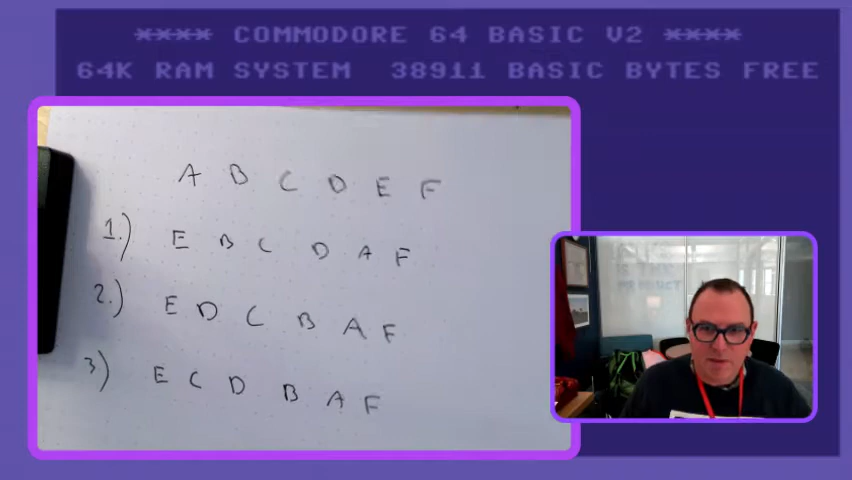 **** COMMODORE 64 BASIC V2 ****
64K RAM SYSTEM 38911 BASIC BYTES FREE
A B C D E F
1.) E B C D A F
2.) E D C B A F
3) E C D B A F